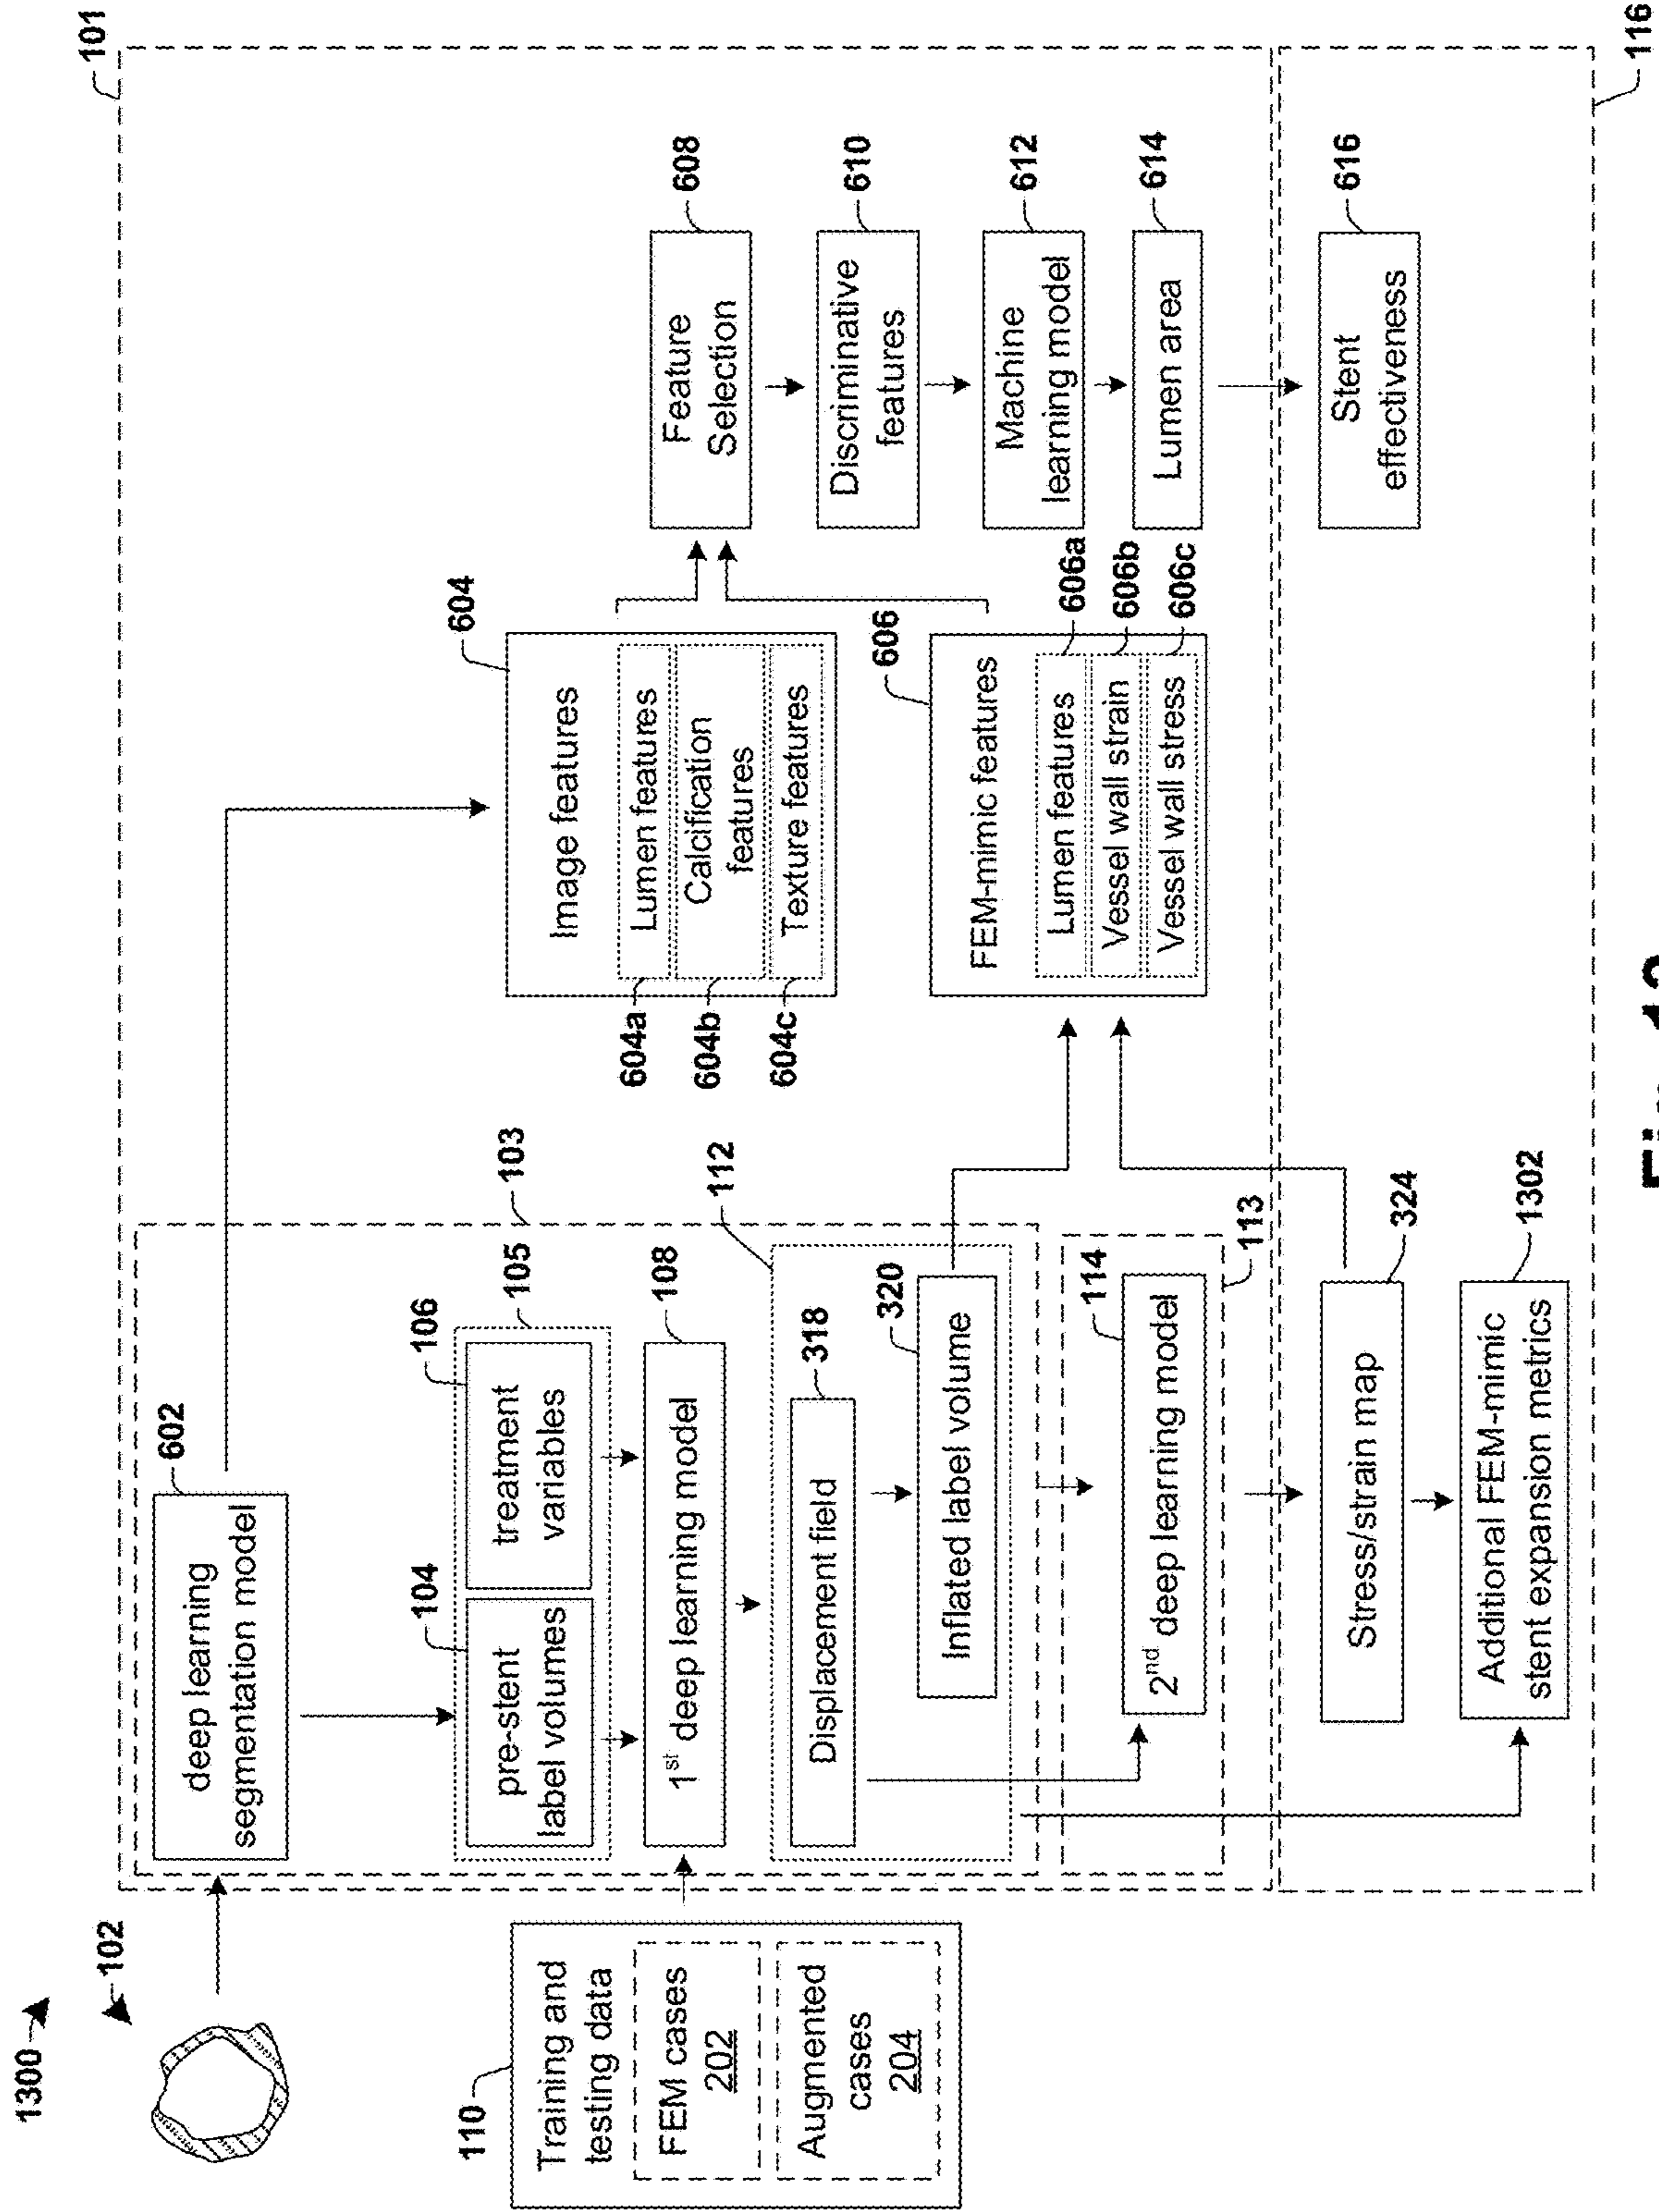 1300
102
110
Training and
testing data
FEM cases
202
Augmented
cases
204
101
103
602
deep learning
segmentation model
104
pre-stent
label volumes
106
treatment
variables
105
1st deep learning model
108
112
318
Displacement field
320
Inflated label volume
114
2nd deep learning model
113
Stress/strain map
324
Additional FEM-mimic
stent expansion metrics
1302
604
Image features
604a
Lumen features
604b
Calcification
features
604c
Texture features
606
FEM-mimic features
Lumen features
606a
Vessel wall strain
606b
Vessel wall stress
606c
Feature
Selection
608
Discriminative
features
610
Machine
learning model
612
Lumen area
614
Stent
effectiveness
616
116